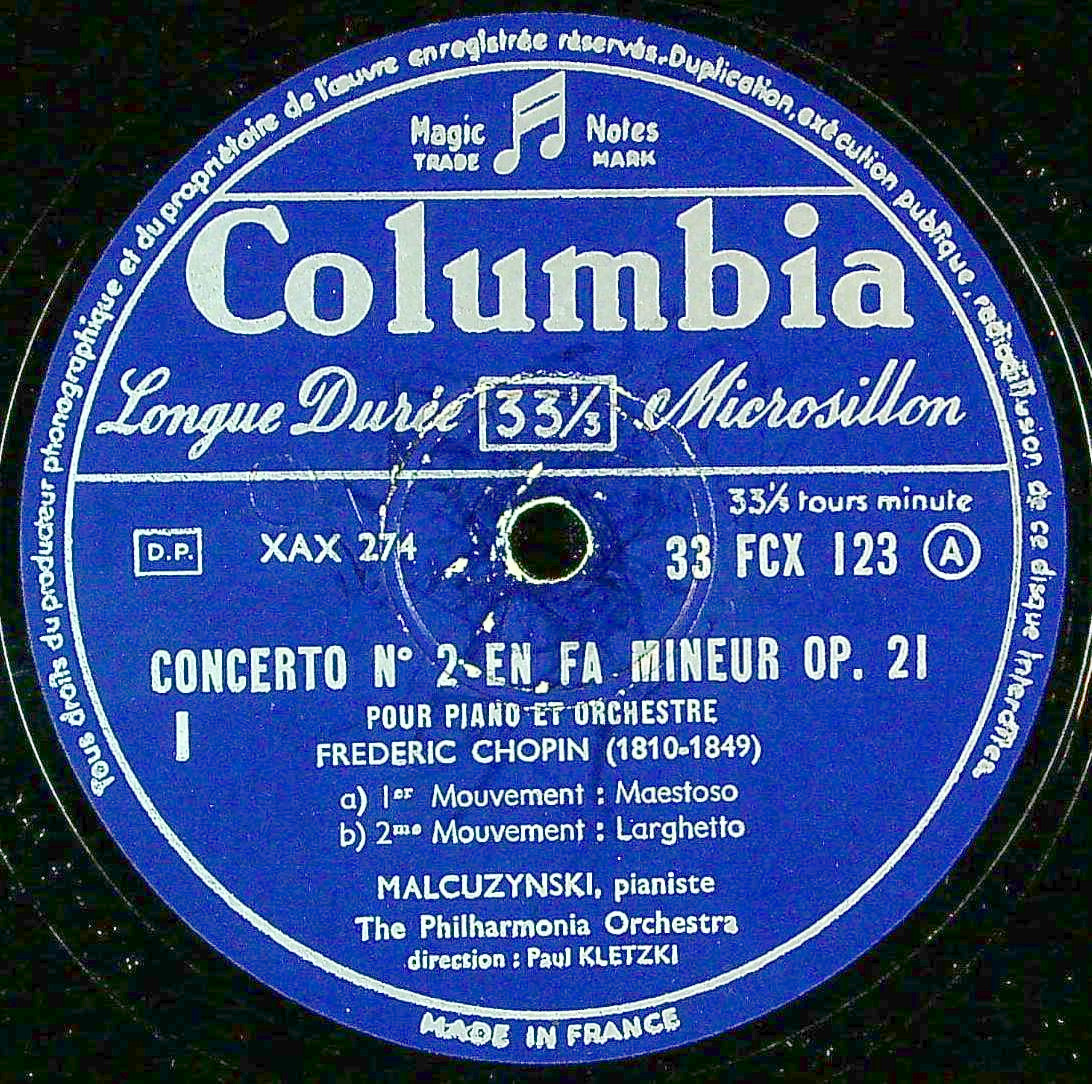 Tous droits du producteur phonographique et du propriétaire de l'œuvre enregistrée réservés. Duplication, exécution publique, radiodiffusion de ce disque interdites.
Magic Notes
TRADE MARK
Columbia
Longue Durée 33⅓ Microsillon
33⅓ tours minute
D.P. XAX 274 33 FCX 123 A
CONCERTO N° 2 EN FA MINEUR OP. 21
POUR PIANO ET ORCHESTRE
I
FREDERIC CHOPIN (1810-1849)
a) 1er Mouvement : Maestoso
b) 2me Mouvement : Larghetto
MALCUZYNSKI, pianiste
The Philharmonia Orchestra
direction : Paul KLETZKI
MADE IN FRANCE